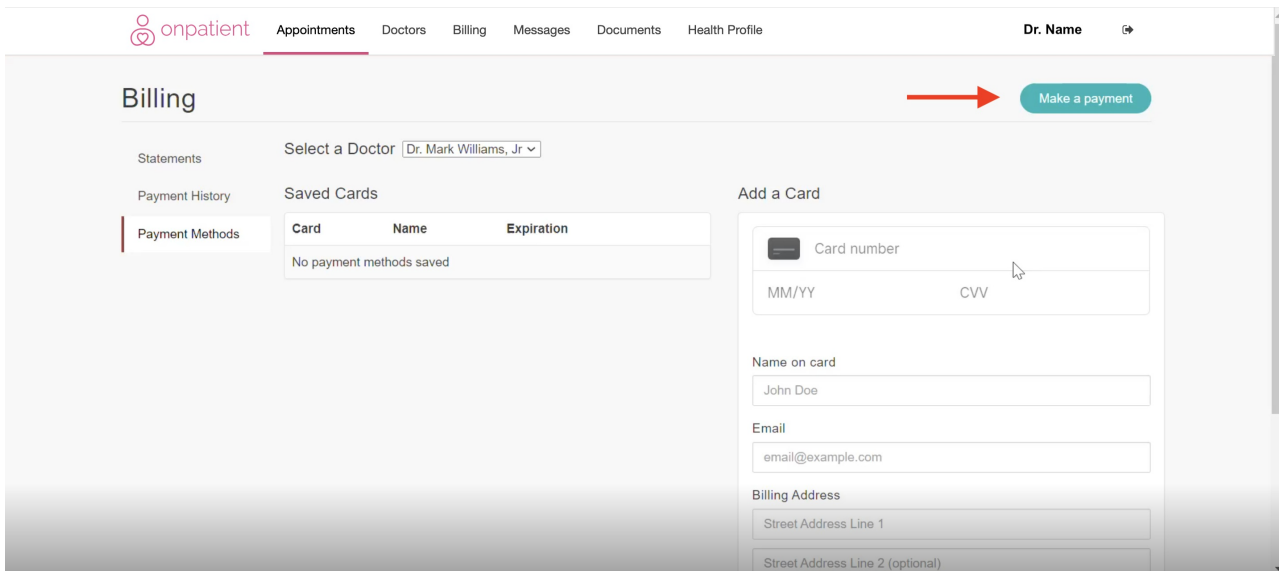 onpatient
Appointments Doctors Billing Messages Documents Health Profile Dr. Name
Billing
Make a payment
Statements
Payment History
Payment Methods
Select a Doctor Dr. Mark Williams, Jr
Saved Cards
Card Name Expiration
No payment methods saved
Add a Card
Card number
MM/YY CVV
Name on card
John Doe
Email
email@example.com
Billing Address
Street Address Line 1
Street Address Line 2 (optional)